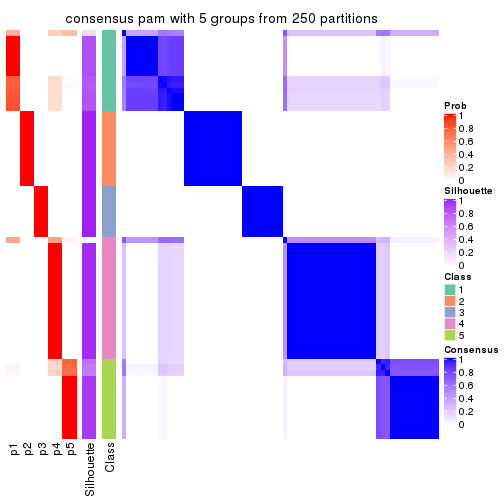 consensus pam with 5 groups from 250 partitions
Prob
1
0.8
0.6
0.4
0.2
0
Silhouette
1
0.8
0.6
0.4
0.2
0
Class
1
2
3
4
5
Consensus
1
0.8
0.6
0.4
0.2
0
p1
p2
p3
p4
p5
Silhouette
Class